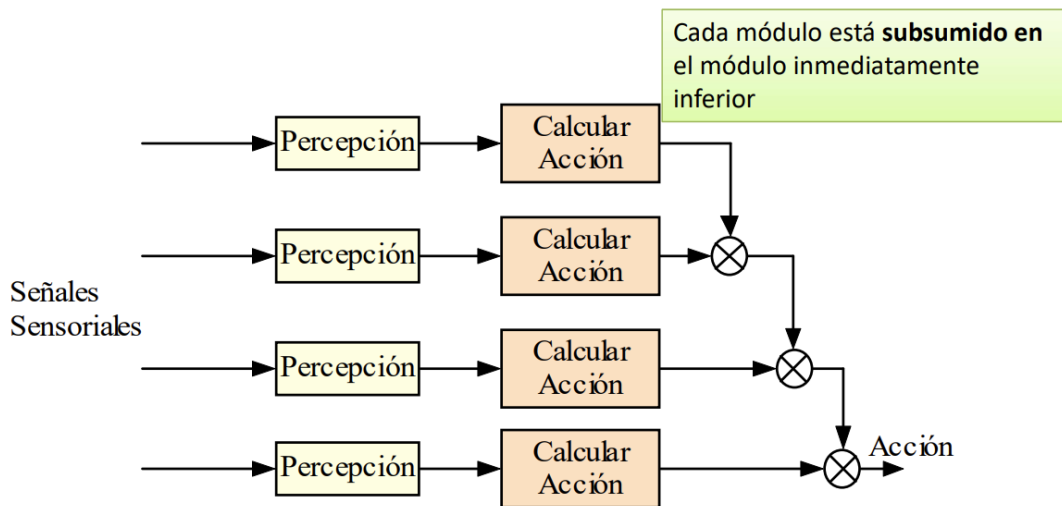 Cada módulo está subsumido en
el módulo inmediatamente
inferior
Percepción
Calcular
Acción
Percepción
Calcular
Acción
Señales
Sensoriales
Percepción
Calcular
Acción
Percepción
Calcular
Acción
Acción